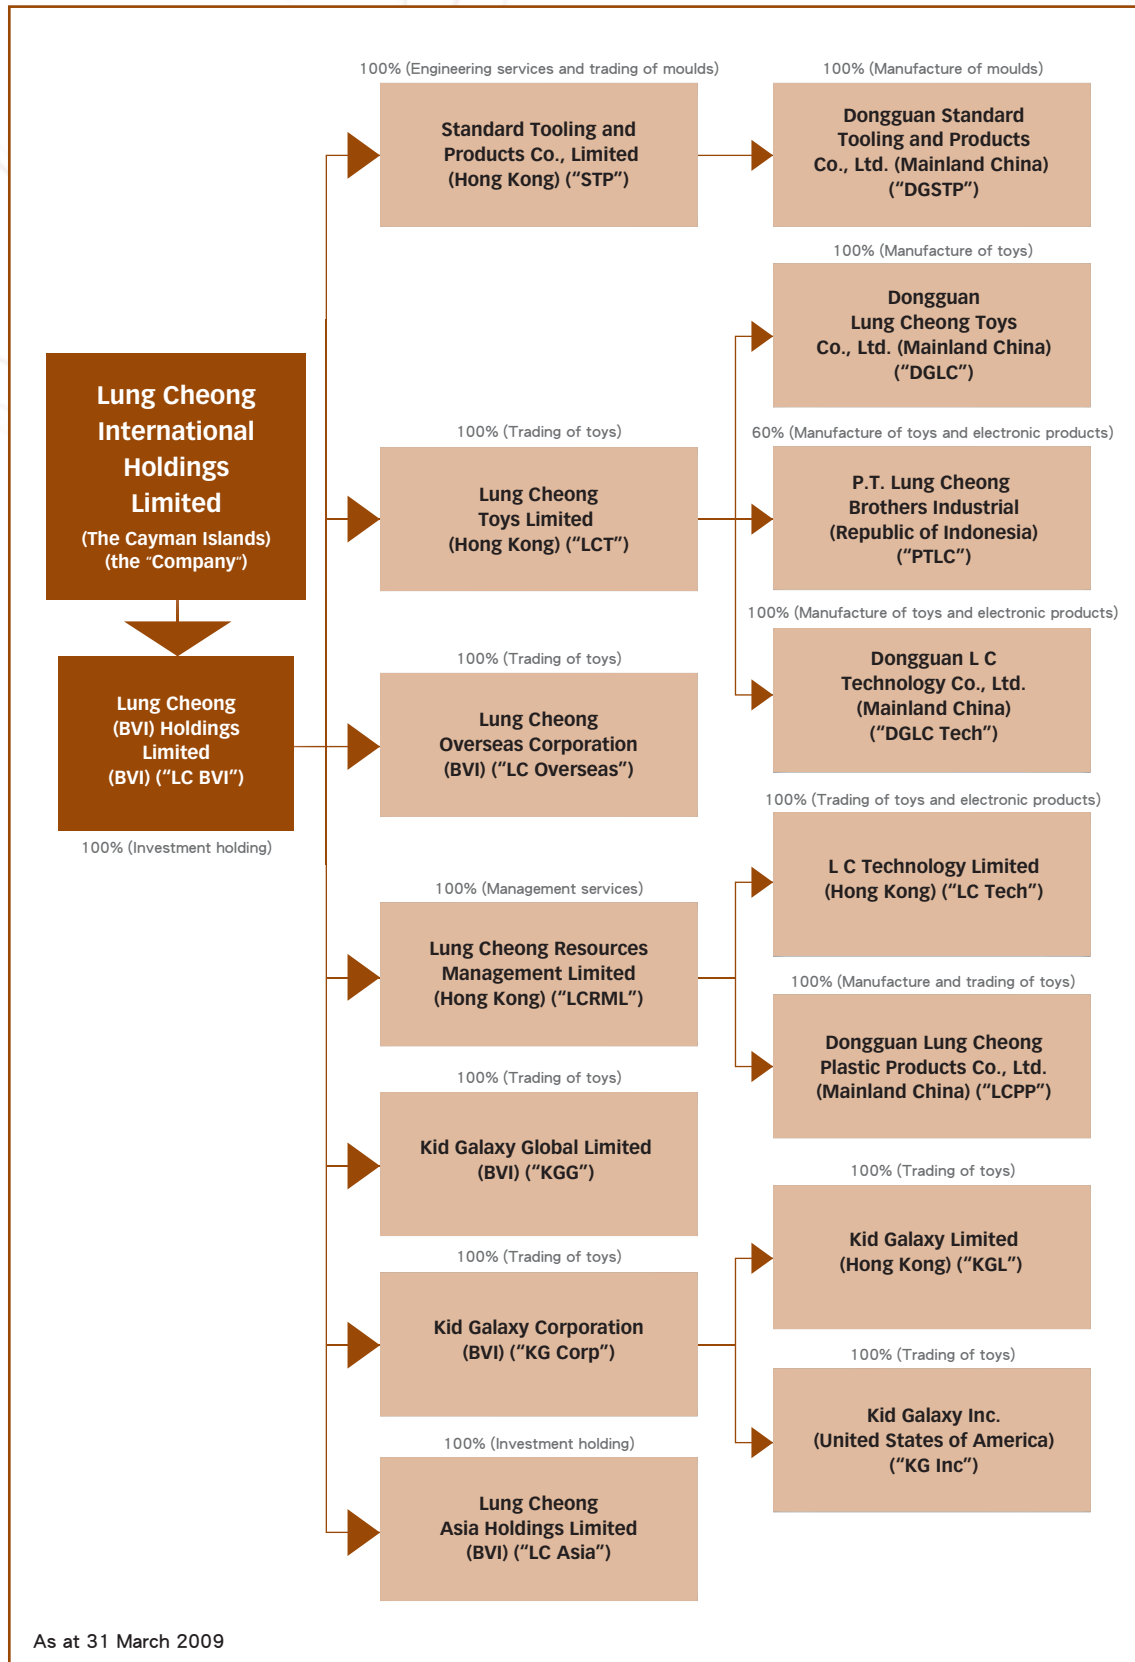 Lung Cheong
International
Holdings
Limited
(The Cayman Islands)
(the “Company”)
Lung Cheong
(BVI) Holdings
Limited
(BVI) (“LC BVI”)
100% (Investment holding)
100% (Engineering services and trading of moulds)
Standard Tooling and
Products Co., Limited
(Hong Kong) (“STP”)
100% (Manufacture of moulds)
Dongguan Standard
Tooling and Products
Co., Ltd. (Mainland China)
(“DGSTP”)
100% (Trading of toys)
Lung Cheong
Toys Limited
(Hong Kong) (“LCT”)
100% (Manufacture of toys)
Dongguan
Lung Cheong Toys
Co., Ltd. (Mainland China)
(“DGLC”)
60% (Manufacture of toys and electronic products)
P.T. Lung Cheong
Brothers Industrial
(Republic of Indonesia)
(“PTLC”)
100% (Manufacture of toys and electronic products)
Dongguan L C
Technology Co., Ltd.
(Mainland China)
(“DGLC Tech”)
100% (Trading of toys)
Lung Cheong
Overseas Corporation
(BVI) (“LC Overseas”)
100% (Management services)
Lung Cheong Resources
Management Limited
(Hong Kong) (“LCRML”)
100% (Trading of toys and electronic products)
L C Technology Limited
(Hong Kong) (“LC Tech”)
100% (Manufacture and trading of toys)
Dongguan Lung Cheong
Plastic Products Co., Ltd.
(Mainland China) (“LCPP”)
100% (Trading of toys)
Kid Galaxy Global Limited
(BVI) (“KGG”)
100% (Trading of toys)
Kid Galaxy Corporation
(BVI) (“KG Corp”)
100% (Trading of toys)
Kid Galaxy Limited
(Hong Kong) (“KGL”)
100% (Trading of toys)
Kid Galaxy Inc.
(United States of America)
(“KG Inc”)
100% (Investment holding)
Lung Cheong
Asia Holdings Limited
(BVI) (“LC Asia”)
As at 31 March 2009